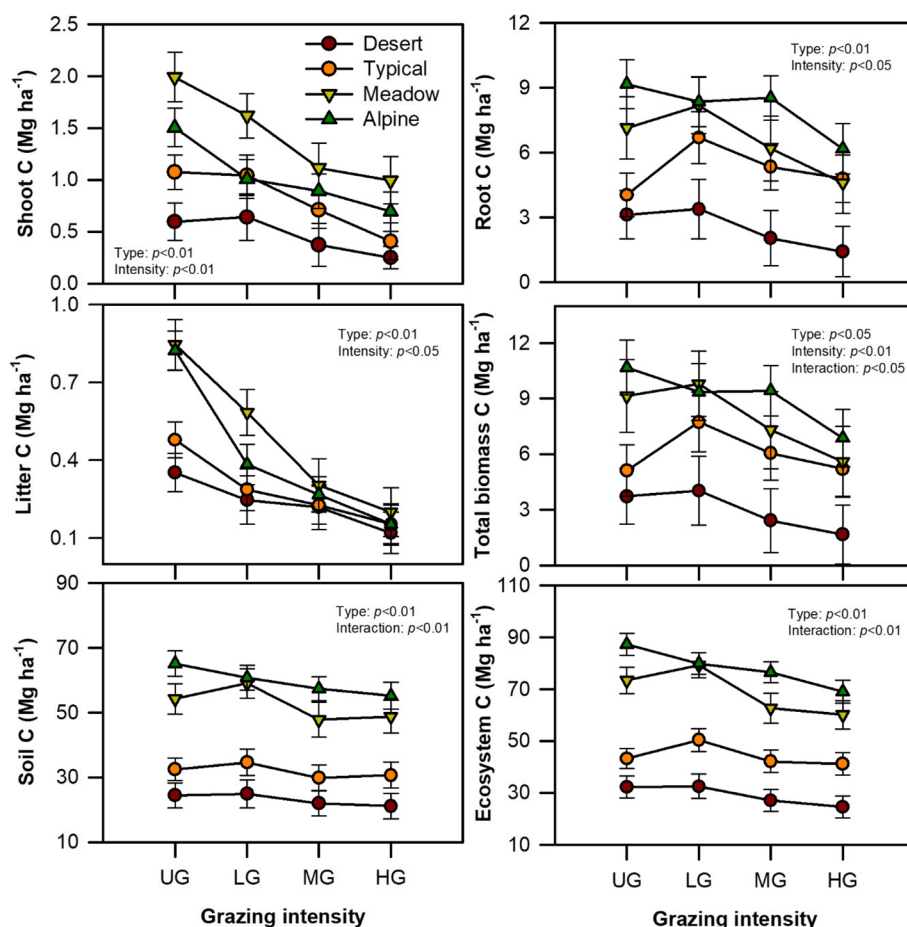 Shoot C (Mg ha⁻¹)
2.5
2.0
1.5
1.0
0.5
0.0
Desert
Typical
Meadow
Alpine
Type: p<0.01
Intensity: p<0.01
Root C (Mg ha⁻¹)
12
9
6
3
0
Type: p<0.01
Intensity: p<0.05
Litter C (Mg ha⁻¹)
1.0
0.7
0.4
0.1
Type: p<0.01
Intensity: p<0.05
Total biomass C (Mg ha⁻¹)
12
9
6
3
0
Type: p<0.05
Intensity: p<0.01
Interaction: p<0.05
Soil C (Mg ha⁻¹)
90
70
50
30
10
Type: p<0.01
Interaction: p<0.01
UG LG MG HG
Grazing intensity
Ecosystem C (Mg ha⁻¹)
110
90
70
50
30
10
Type: p<0.01
Interaction: p<0.01
UG LG MG HG
Grazing intensity